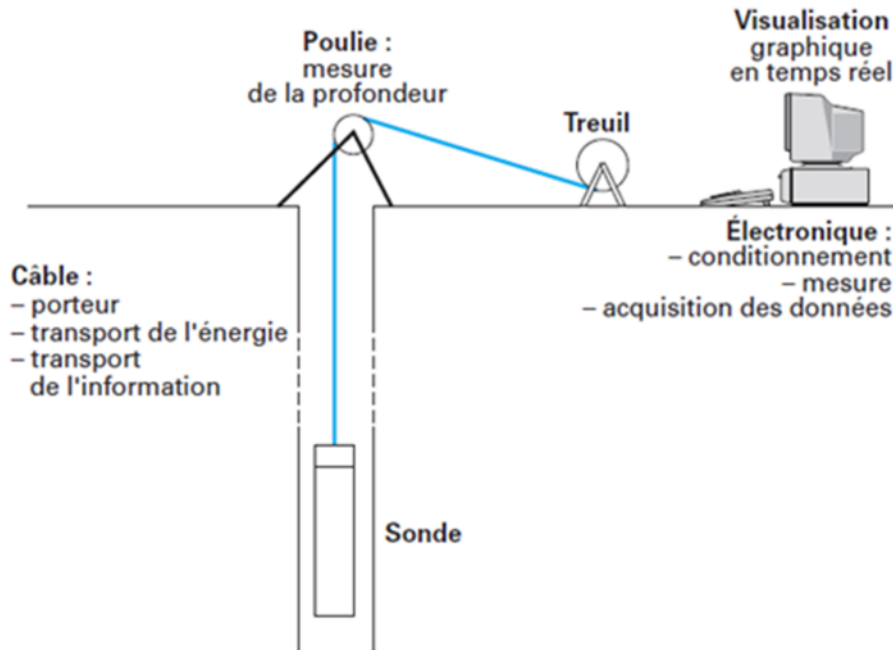 Visualisation
graphique
en temps réel
Poulie :
mesure
de la profondeur
Treuil
Électronique :
– conditionnement
– mesure
– acquisition des données
Câble :
– porteur
– transport de l'énergie
– transport
de l'information
Sonde